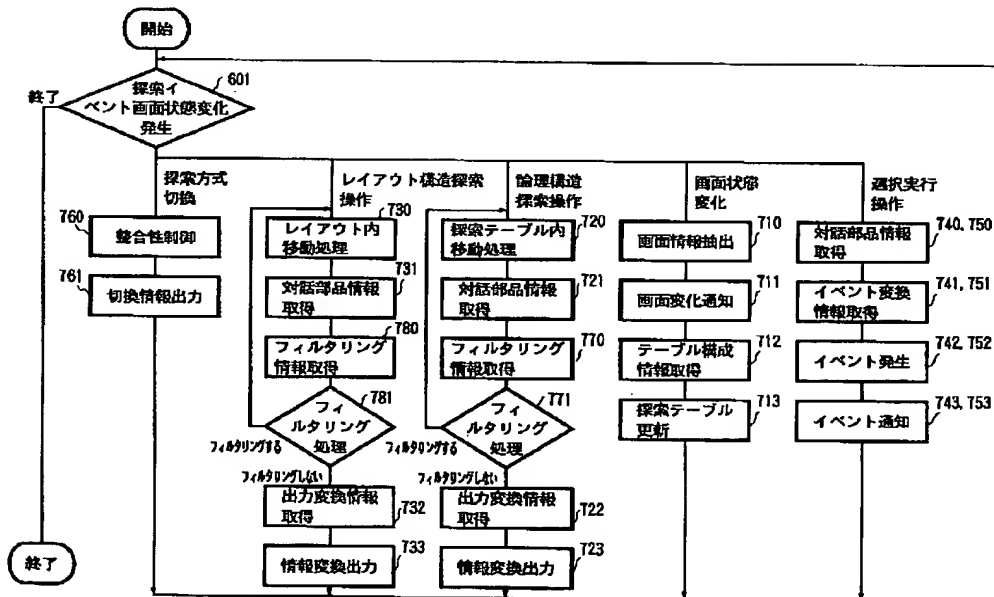 開始
601
探索イ
ベント画面状態変化
発生
終了
探索方式
切換
レイアウト構造探索
操作
論理構造
探索操作
画面状態
変化
選択実行
操作
760
整合性制御
761
切換情報出力
730
レイアウト内
移動処理
731
対話部品情報
取得
780
フィルタリング
情報取得
781
フィ
ルタリング
処理
フィルタリングする
フィルタリングしない
出力変換情報
取得
732
情報変換出力
733
720
探索テーブル内
移動処理
721
対話部品情報
取得
770
フィルタリング
情報取得
771
フィ
ルタリング
処理
フィルタリングする
フィルタリングしない
出力変換情報
取得
722
情報変換出力
723
710
画面情報抽出
711
画面変化通知
712
テーブル構成
情報取得
713
探索テーブル
更新
740、750
対話部品情報
取得
741、751
イベント変換
情報取得
742、752
イベント発生
743、753
イベント通知
終了